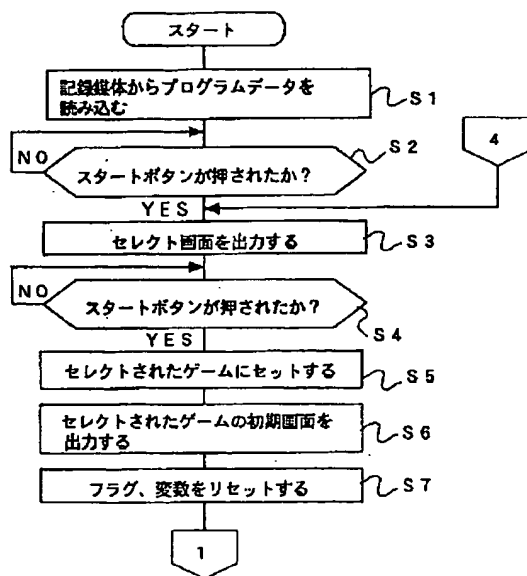 スタート
記録媒体からプログラムデータを
読み込む
S1
NO
スタートボタンが押されたか?
S2
4
YES
セレクト画面を出力する
S3
NO
スタートボタンが押されたか?
S4
YES
セレクトされたゲームにセットする
S5
セレクトされたゲームの初期画面を
出力する
S6
フラグ、変数をリセットする
S7
1